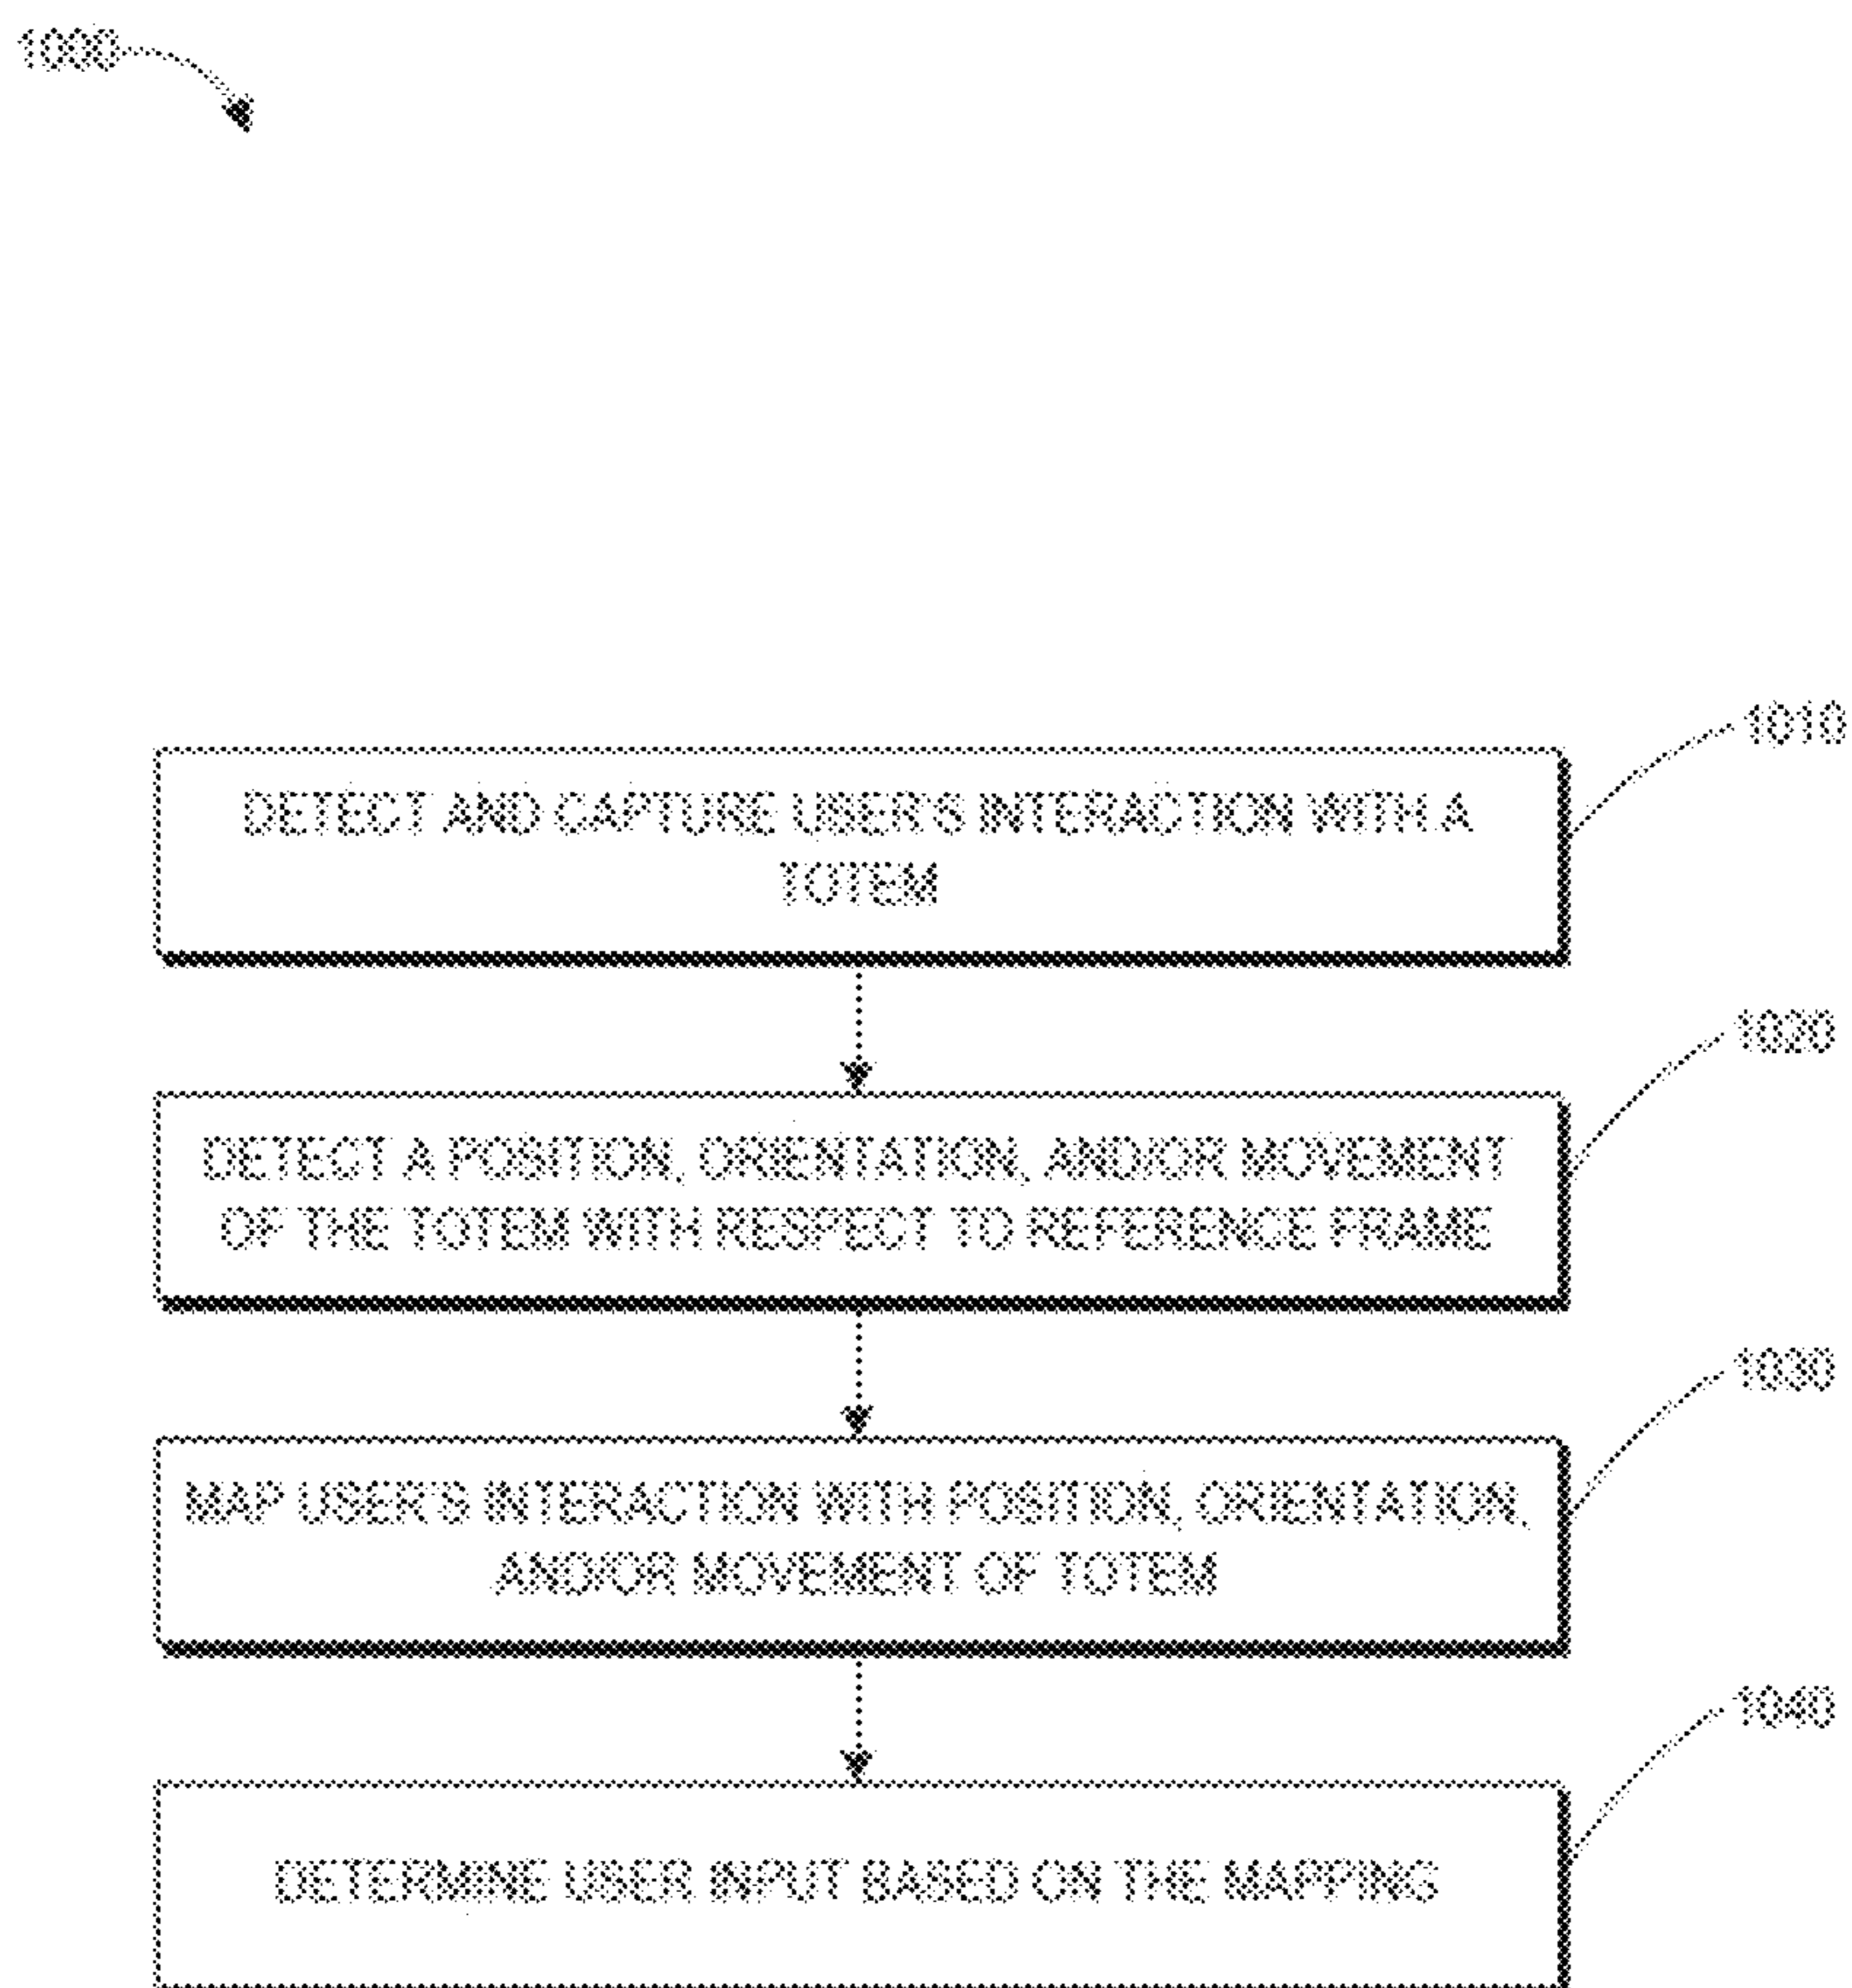 1000
1010
DETECT AND CAPTURE USER'S INTERACTION WITH A
TOTEM
1020
DETECT A POSITION, ORIENTATION, AND/OR MOVEMENT
OF THE TOTEM WITH RESPECT TO REFERENCE FRAME
1030
MAP USER'S INTERACTION WITH POSITION, ORIENTATION,
AND/OR MOVEMENT OF TOTEM
1040
DETERMINE USER INPUT BASED ON THE MAPPING